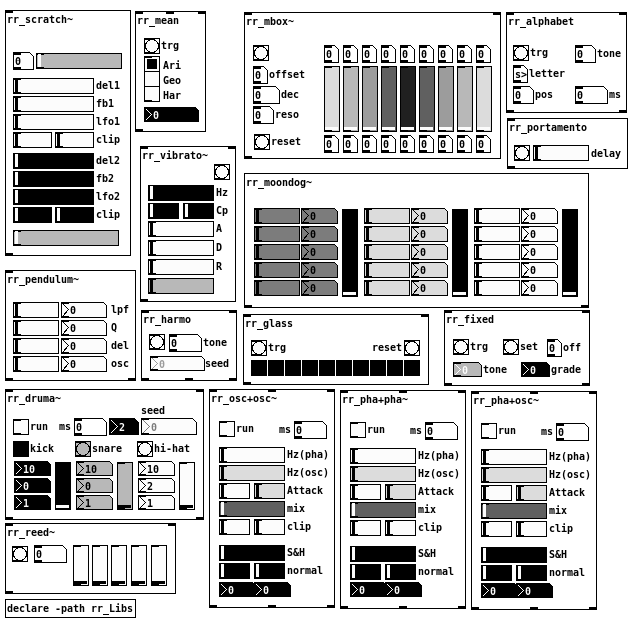 rr_scratch~
0
del1
fb1
lfo1
clip
del2
fb2
lfo2
clip
rr_mean
trg
Ari
Geo
Har
0
rr_mbox~
0 0 0 0 0 0 0 0 0
0 offset
0 dec
0 reso
reset
0 0 0 0 0 0 0 0 0
rr_alphabet
trg 0 tone
s> letter
0 pos 0 ms
rr_portamento
delay
rr_vibrato~
Hz
Cp
A
D
R
rr_moondog~
0 0 0
0 0 0
0 0 0
0 0 0
0 0 0
rr_pendulum~
0 lpf
0 Q
0 del
0 osc
rr_harmo
0 tone
0 seed
rr_glass
trg reset
rr_fixed
trg set 0 off
0 tone 0 grade
rr_druma~
seed
run ms 0 2 0
kick snare hi-hat
10 10 10
0 0 2
1 1 1
rr_osc+osc~
run ms 0
Hz(pha)
Hz(osc)
Attack
mix
clip
S&H
normal
0 0
rr_pha+pha~
run ms 0
Hz(pha)
Hz(osc)
Attack
mix
clip
S&H
normal
0 0
rr_pha+osc~
run ms 0
Hz(pha)
Hz(osc)
Attack
mix
clip
S&H
normal
0 0
rr_reed~
0
declare -path rr_Libs